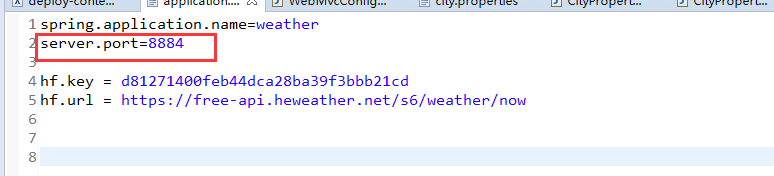 deploy-conte...
application....
WebMvcConfig...
city.properties
CityPropert...
CityPropert...
1 spring.application.name=weather
2 server.port=8884
3
4 hf.key = d81271400feb44dca28ba39f3bbb21cd
5 hf.url = https://free-api.heweather.net/s6/weather/now
6
7
8